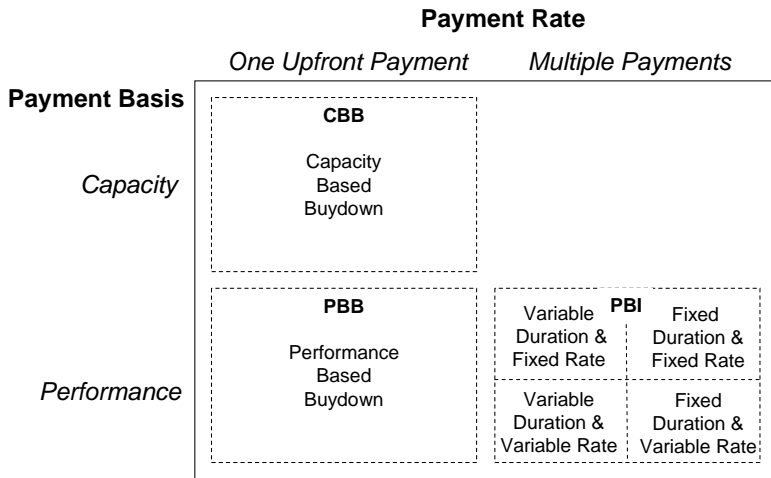 Payment Rate
One Upfront Payment
Multiple Payments
Payment Basis
CBB
Capacity
Capacity
Based
Buydown
PBB
Performance
Performance
Based
Buydown
PBI
Variable
Duration &
Fixed Rate
Fixed
Duration &
Fixed Rate
Variable
Duration &
Variable Rate
Fixed
Duration &
Variable Rate